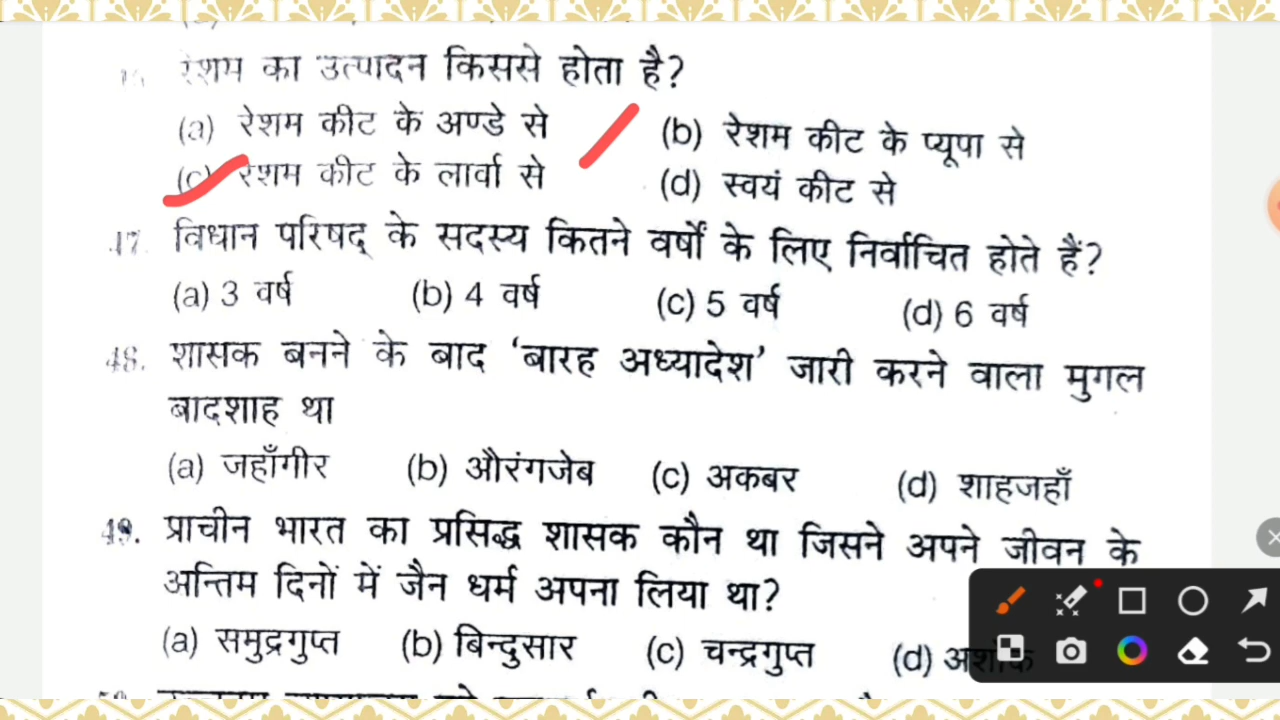 रेशम का उत्पादन किससे होता है?
(a) रेशम कीट के अण्डे से (b) रेशम कीट के प्यूपा से
(c) रेशम कीट के लार्वा से (d) स्वयं कीट से
47. विधान परिषद् के सदस्य कितने वर्षों के लिए निर्वाचित होते हैं?
(a) 3 वर्ष (b) 4 वर्ष (c) 5 वर्ष (d) 6 वर्ष
48. शासक बनने के बाद 'बारह अध्यादेश' जारी करने वाला मुगल
बादशाह था
(a) जहाँगीर (b) औरंगजेब (c) अकबर (d) शाहजहाँ
49. प्राचीन भारत का प्रसिद्ध शासक कौन था जिसने अपने जीवन के
अन्तिम दिनों में जैन धर्म अपना लिया था?
(a) समुद्रगुप्त (b) बिन्दुसार (c) चन्द्रगुप्त (d) अशोक